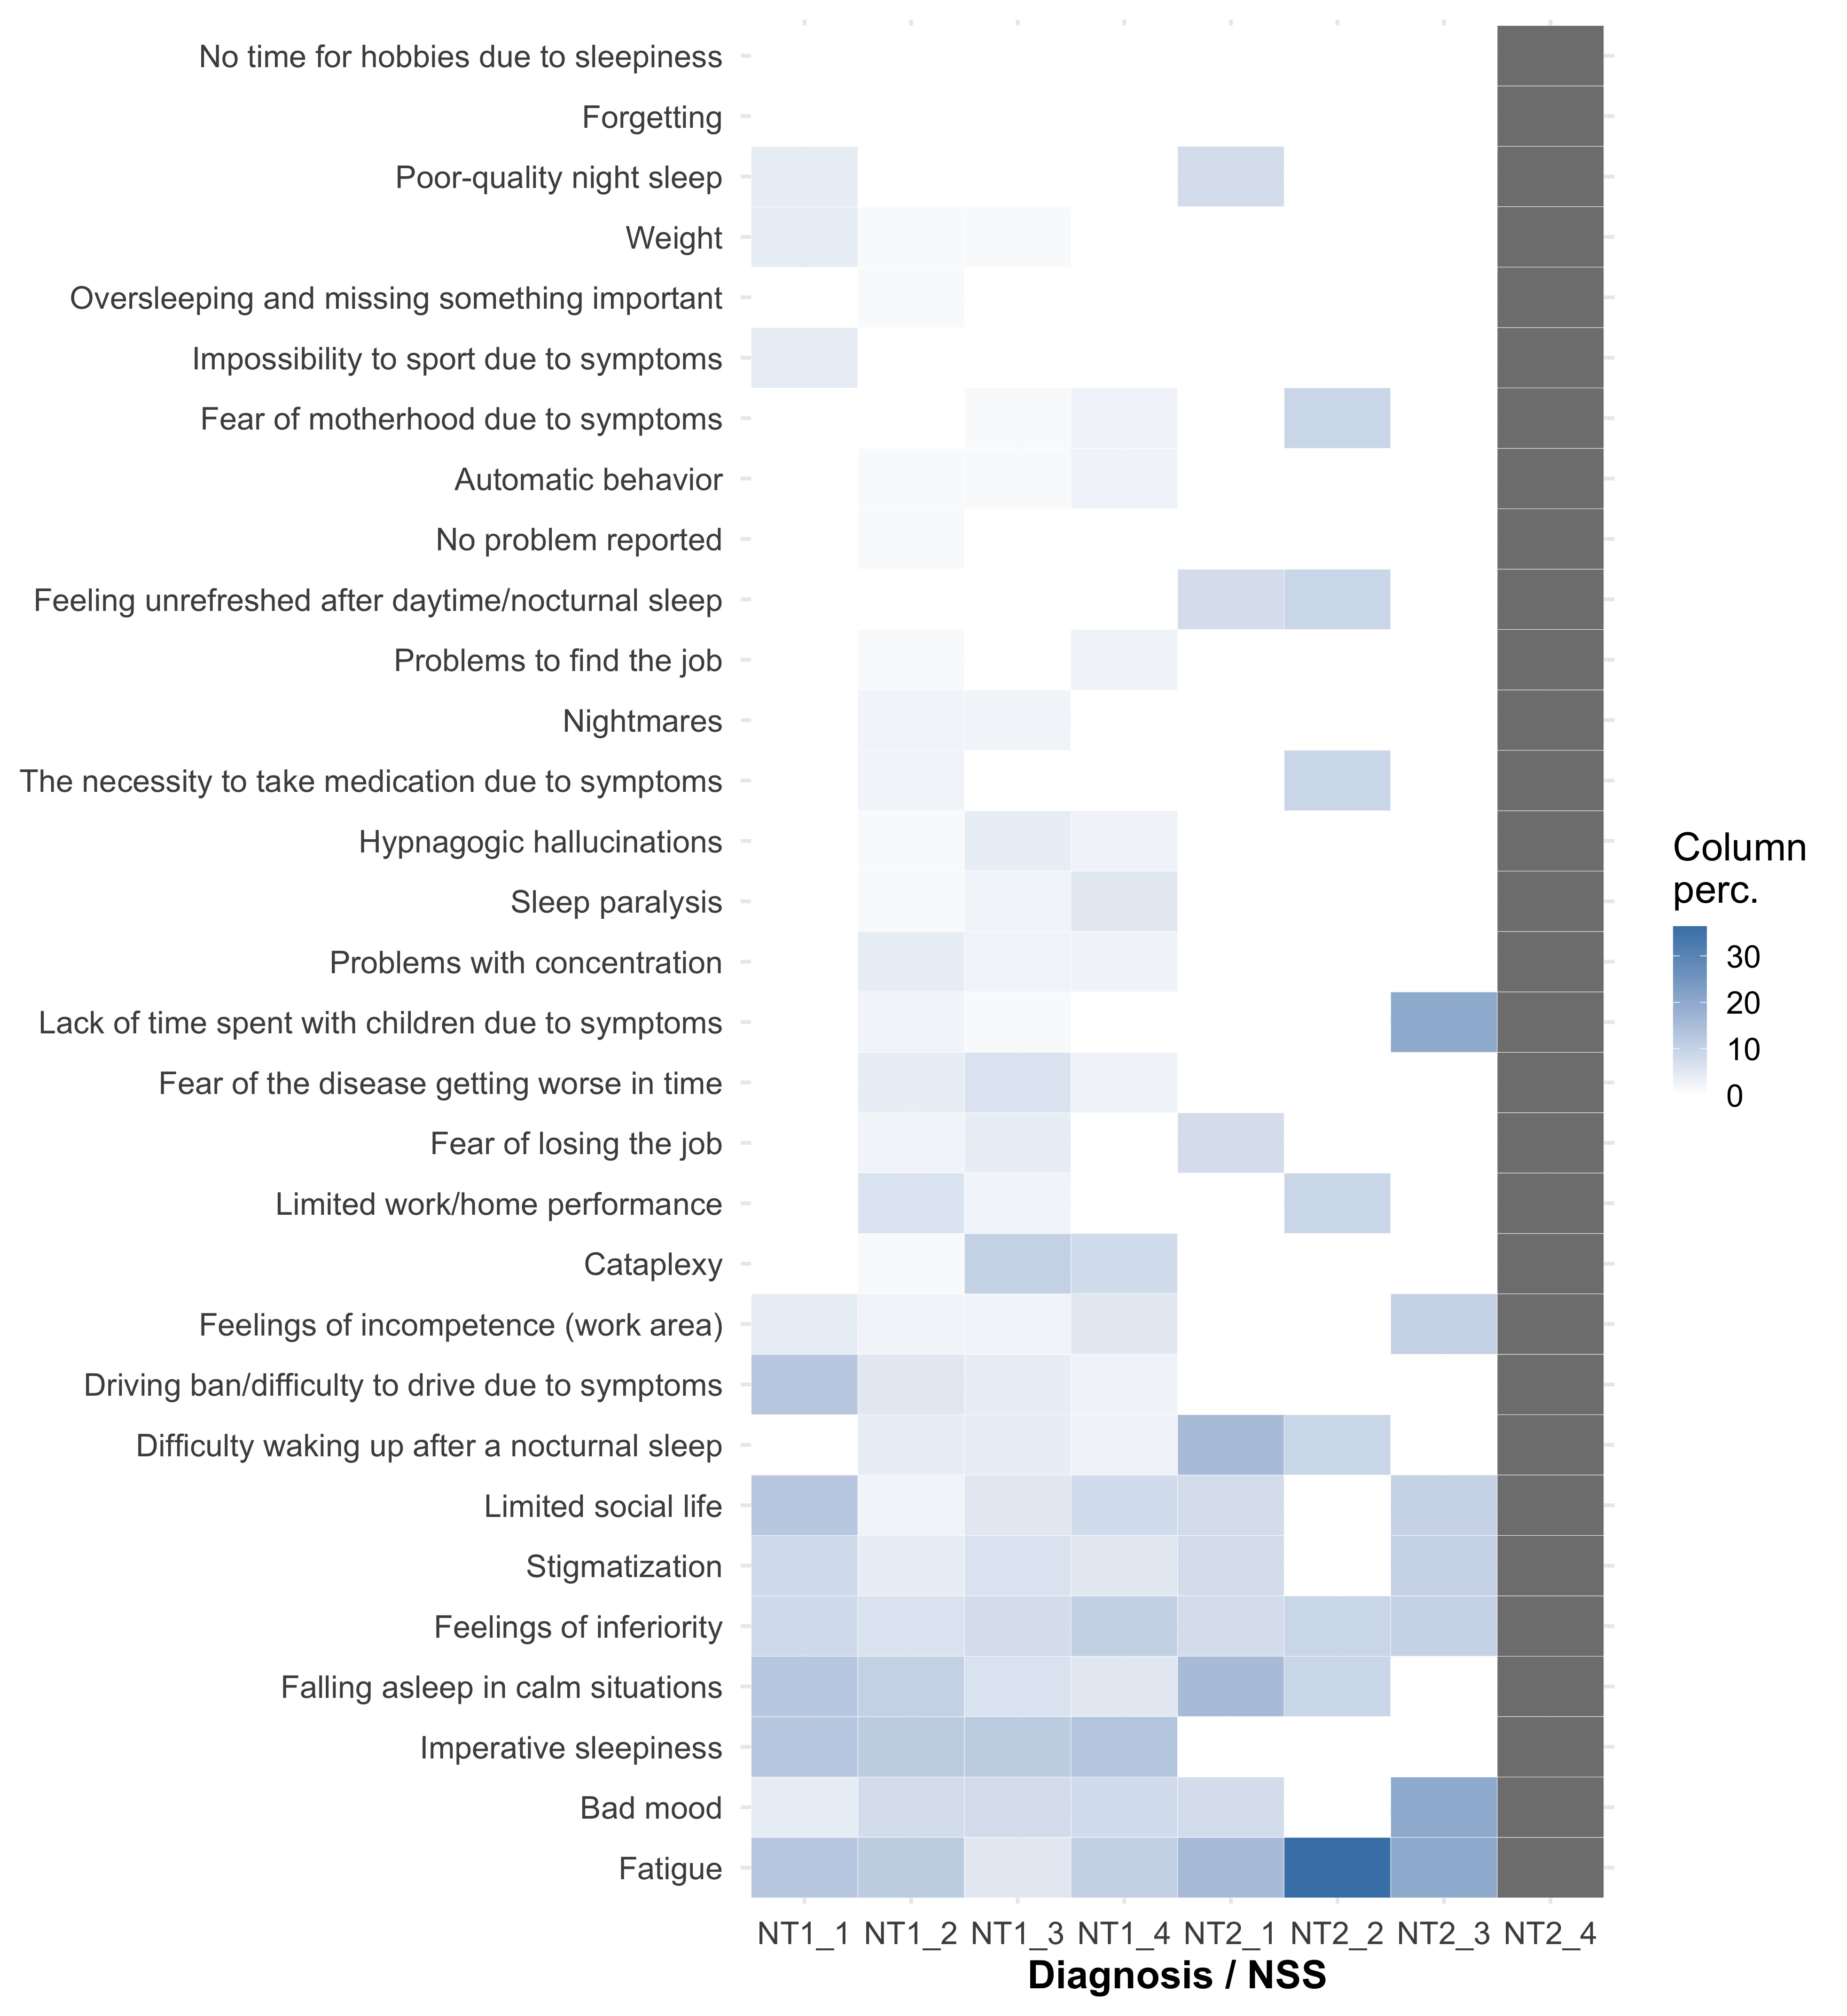 No time for hobbies due to sleepiness
Forgetting
Poor-quality night sleep
Weight
Oversleeping and missing something important
Impossibility to sport due to symptoms
Fear of motherhood due to symptoms
Automatic behavior
No problem reported
Feeling unrefreshed after daytime/nocturnal sleep
Problems to find the job
Nightmares
The necessity to take medication due to symptoms
Hypnagogic hallucinations
Sleep paralysis
Problems with concentration
Lack of time spent with children due to symptoms
Fear of the disease getting worse in time
Fear of losing the job
Limited work/home performance
Cataplexy
Feelings of incompetence (work area)
Driving ban/difficulty to drive due to symptoms
Difficulty waking up after a nocturnal sleep
Limited social life
Stigmatization
Feelings of inferiority
Falling asleep in calm situations
Imperative sleepiness
Bad mood
Fatigue
NT1_1 NT1_2 NT1_3 NT1_4 NT2_1 NT2_2 NT2_3 NT2_4
Diagnosis / NSS
Column
perc.
30
20
10
0